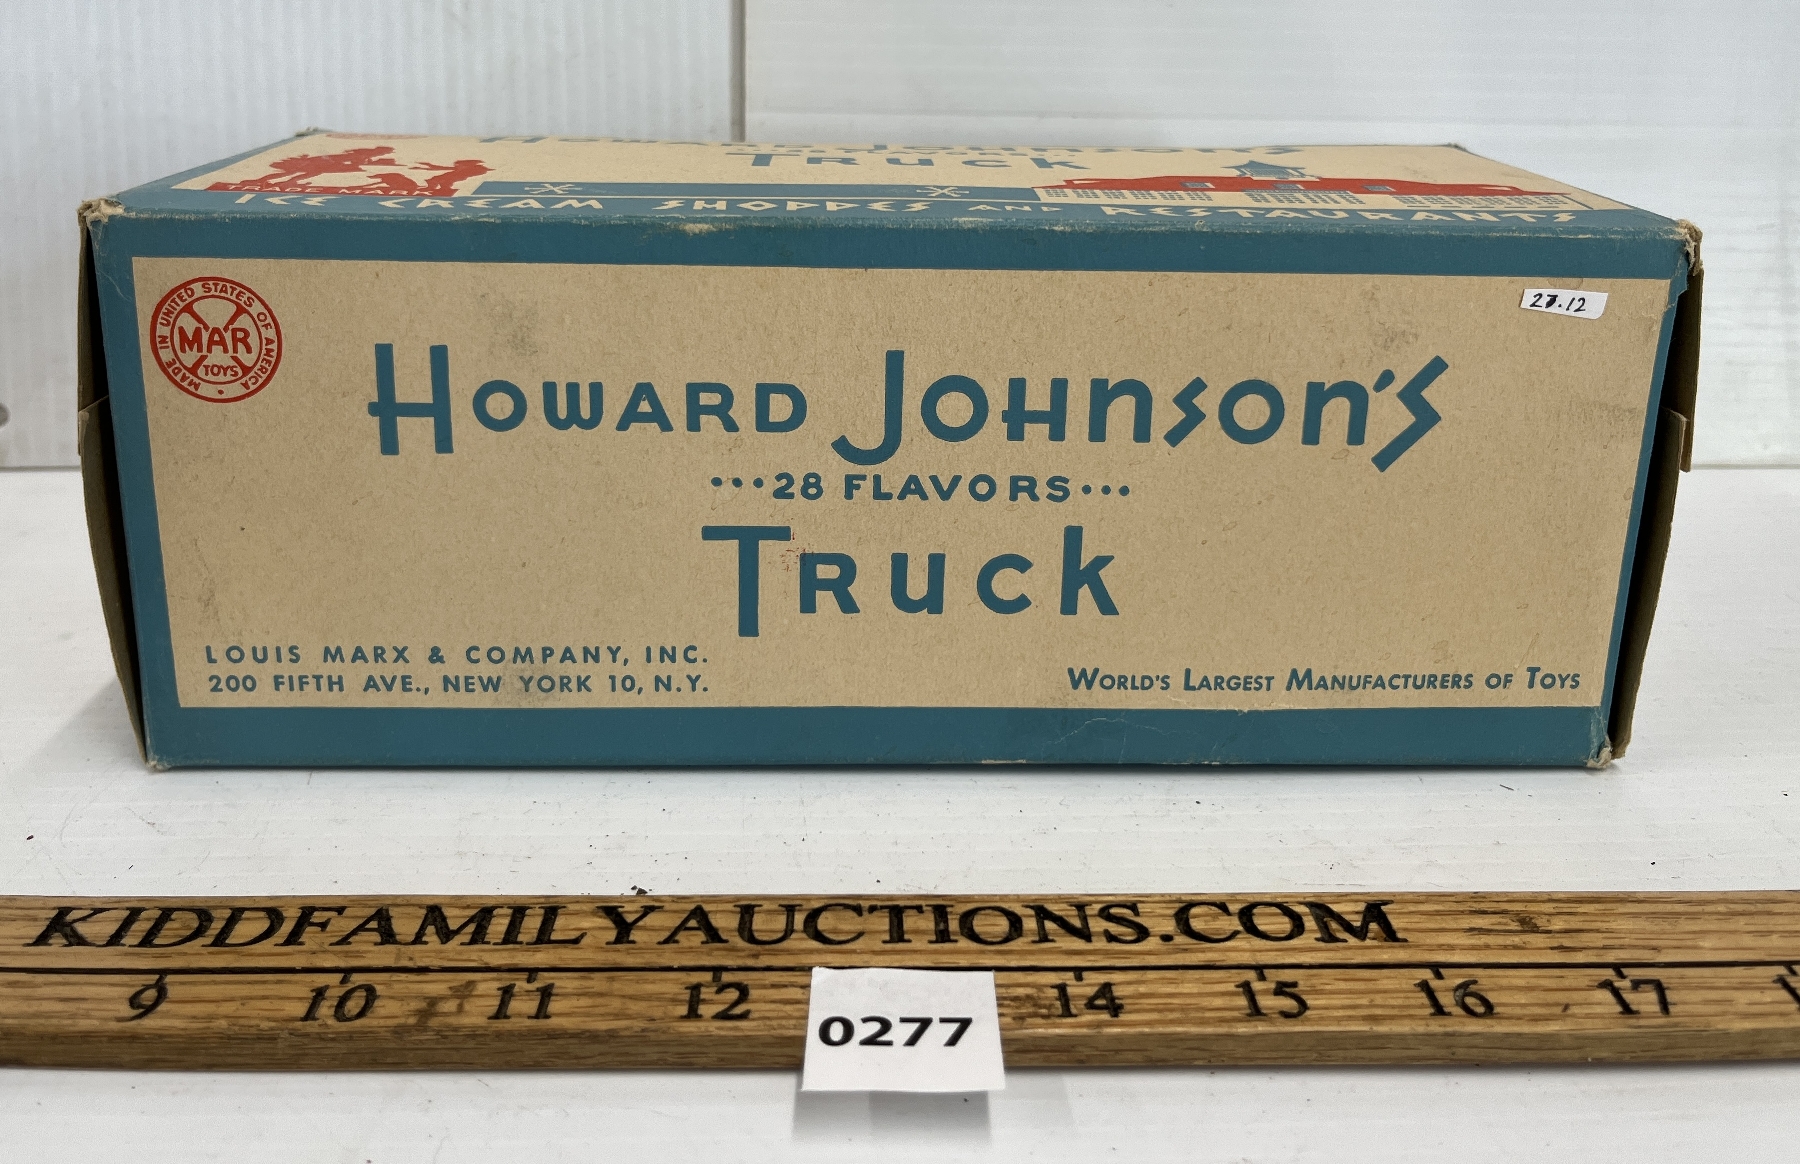 HOWARD JOHNSON'S
TRUCK
TRADE MARK
ICE CREAM SHOPPES AND RESTAURANTS
MADE IN UNITED STATES OF AMERICA
MAR
TOYS
27.12
HOWARD JOHNSON'S
•••28 FLAVORS•••
TRUCK
LOUIS MARX & COMPANY, INC.
200 FIFTH AVE., NEW YORK 10, N.Y.
WORLD'S LARGEST MANUFACTURERS OF TOYS
KIDDFAMILYAUCTIONS.COM
9 10 11 12 14 15 16 17
0277